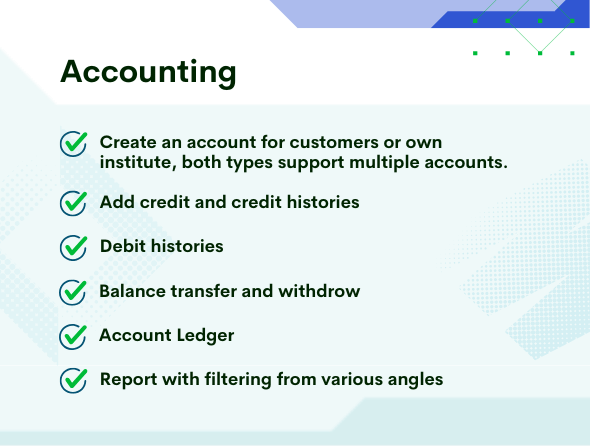 Accounting
Create an account for customers or own
institute, both types support multiple accounts.
Add credit and credit histories
Debit histories
Balance transfer and withdrow
Account Ledger
Report with filtering from various angles